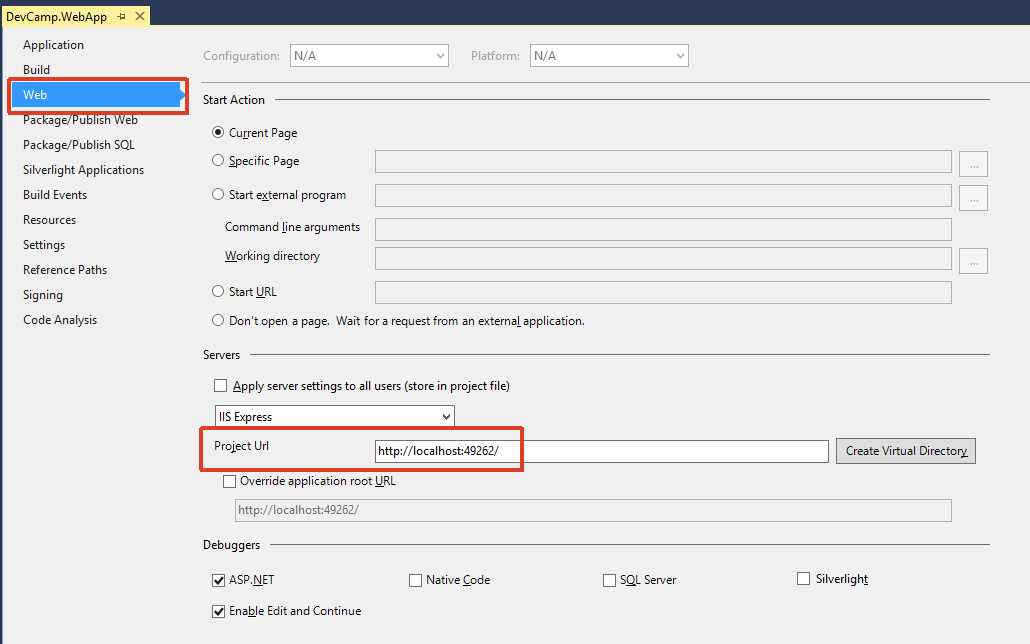 DevCamp.WebApp
Application
Build
Web
Package/Publish Web
Package/Publish SQL
Silverlight Applications
Build Events
Resources
Settings
Reference Paths
Signing
Code Analysis
Configuration: N/A Platform: N/A
Start Action
Current Page
Specific Page ...
Start external program ...
Command line arguments
Working directory ...
Start URL
Don't open a page. Wait for a request from an external application.
Servers
Apply server settings to all users (store in project file)
IIS Express
Project Url http://localhost:49262/ Create Virtual Directory
Override application root URL
http://localhost:49262/
Debuggers
ASP.NET Native Code SQL Server Silverlight
Enable Edit and Continue